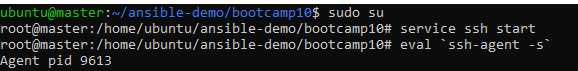 ubuntu@master:~/ansible-demo/bootcamp10$ sudo su
root@master:/home/ubuntu/ansible-demo/bootcamp10# service ssh start
root@master:/home/ubuntu/ansible-demo/bootcamp10# eval `ssh-agent -s`
Agent pid 9613